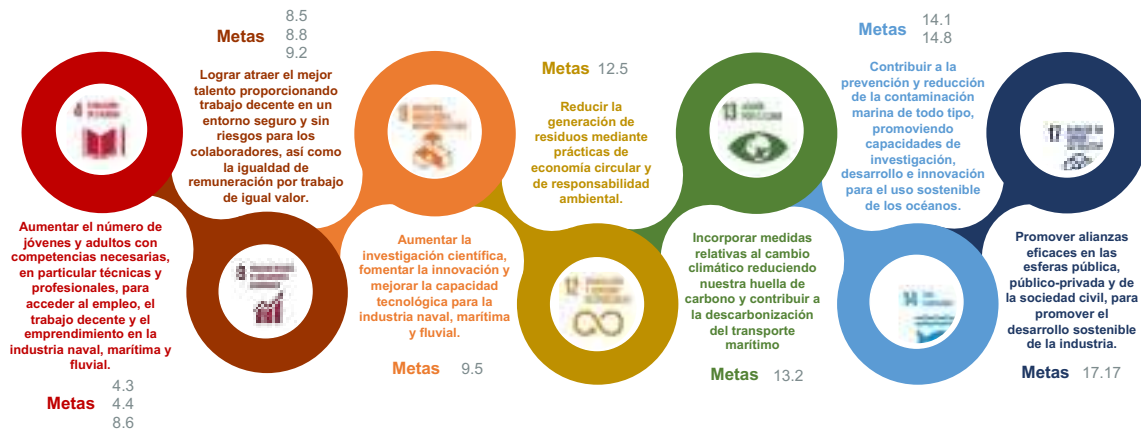 4
Aumentar el número de
jóvenes y adultos con
competencias necesarias,
en particular técnicas y
profesionales, para
acceder al empleo, el
trabajo decente y el
emprendimiento en la
industria naval, marítima y
fluvial.
Metas
4.3
4.4
8.6
Metas
8.5
8.8
9.2
Lograr atraer el mejor
talento proporcionando
trabajo decente en un
entorno seguro y sin
riesgos para los
colaboradores, así como
la igualdad de
remuneración por trabajo
de igual valor.
Aumentar la
investigación científica,
fomentar la innovación y
mejorar la capacidad
tecnológica para la
industria naval, marítima
y fluvial.
Metas 9.5
Metas 12.5
Reducir la
generación de
residuos mediante
prácticas de
economía circular y
de responsabilidad
ambiental.
12
13
Incorporar medidas
relativas al cambio
climático reduciendo
nuestra huella de
carbono y contribuir a
la descarbonización
del transporte
marítimo
Metas 13.2
Metas
14.1
14.8
Contribuir a la
prevención y reducción
de la contaminación
marina de todo tipo,
promoviendo
capacidades de
investigación,
desarrollo e innovación
para el uso sostenible
de los océanos.
14
17
Promover alianzas
eficaces en las
esferas pública,
público-privada y de
la sociedad civil, para
promover el
desarrollo sostenible
de la industria.
Metas 17.17